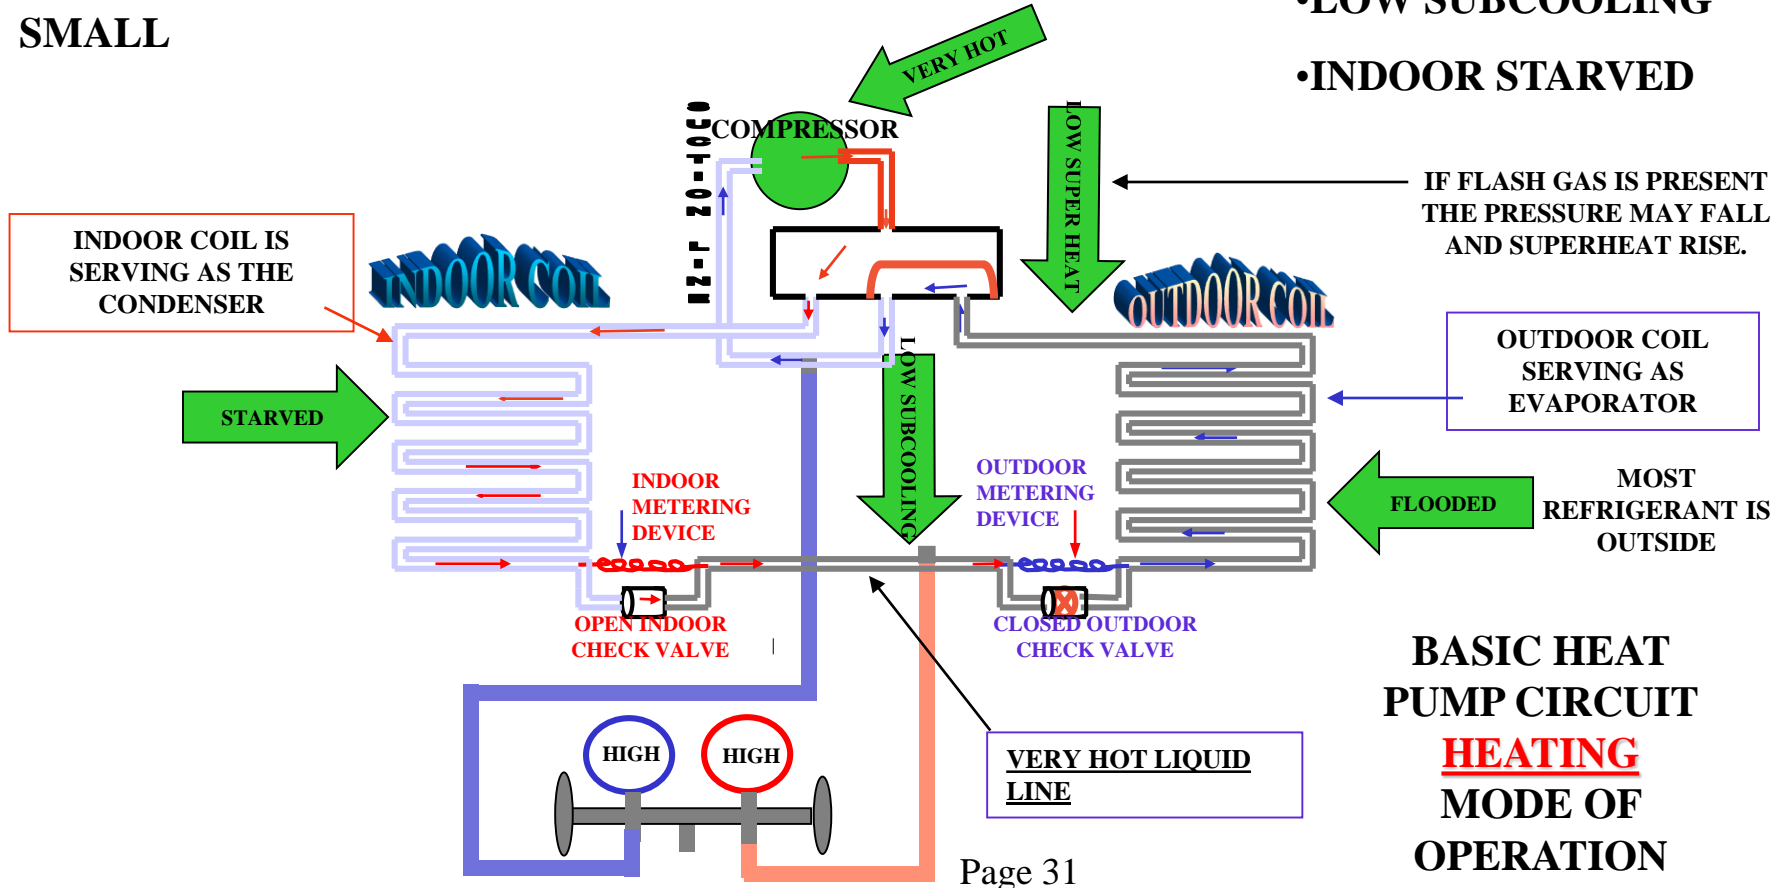 SMALL
•LOW SUBCOOLING
•INDOOR STARVED
VERY HOT
COMPRESSOR
LOW SUPER HEAT
IF FLASH GAS IS PRESENT
THE PRESSURE MAY FALL
AND SUPERHEAT RISE.
INDOOR COIL IS
SERVING AS THE
CONDENSER
INDOOR COIL
OUTDOOR COIL
OUTDOOR COIL
SERVING AS
EVAPORATOR
STARVED
LOW SUBCOOLING
INDOOR
METERING
DEVICE
OUTDOOR
METERING
DEVICE
FLOODED
MOST
REFRIGERANT IS
OUTSIDE
OPEN INDOOR
CHECK VALVE
CLOSED OUTDOOR
CHECK VALVE
HIGH
HIGH
VERY HOT LIQUID
LINE
BASIC HEAT
PUMP CIRCUIT
HEATING
MODE OF
OPERATION
Page 31